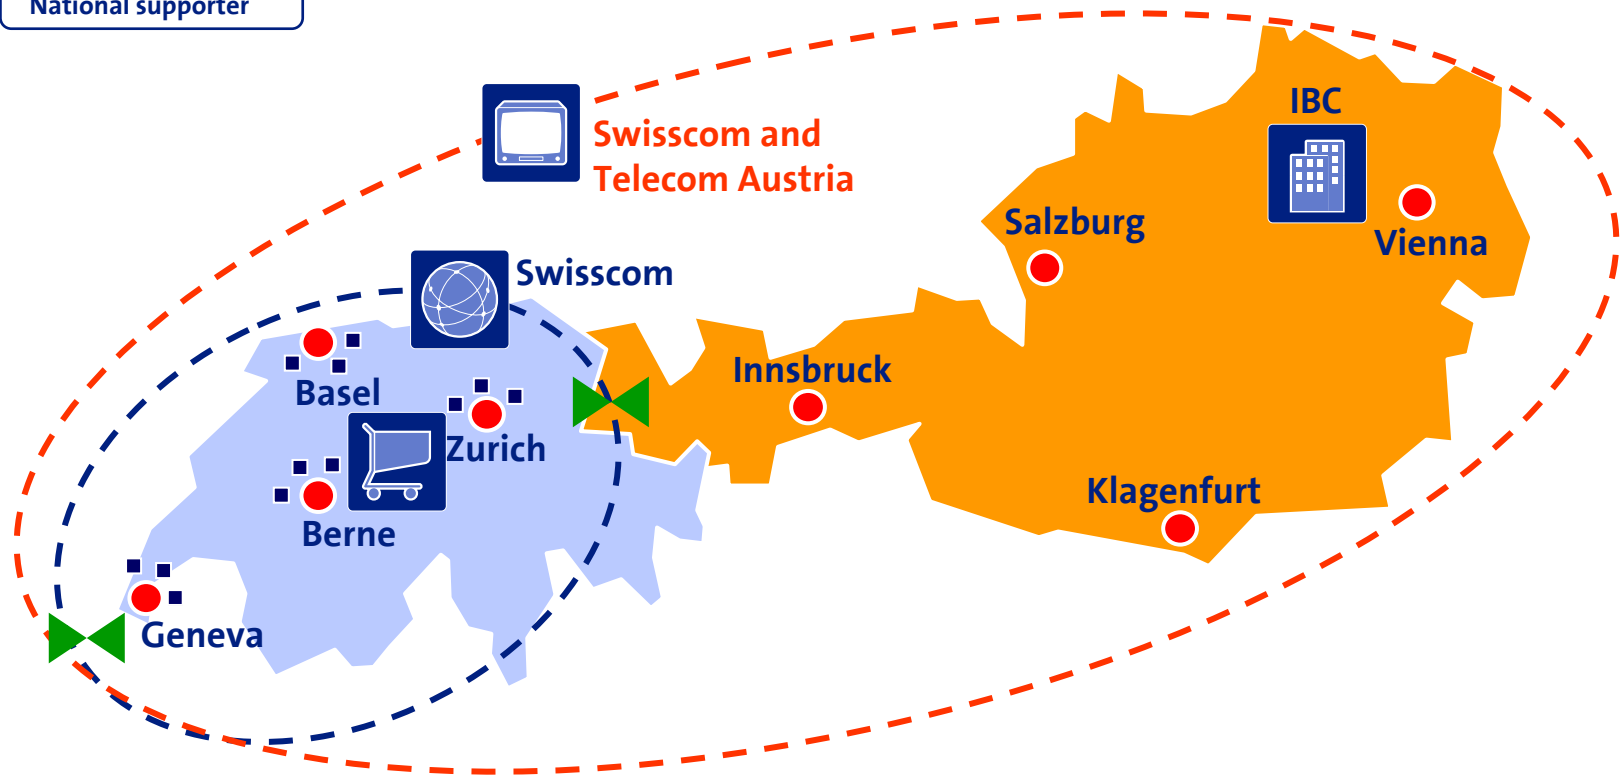 National supporter
IBC
Swisscom and
Telecom Austria
Salzburg
Vienna
Swisscom
Innsbruck
Basel
Zurich
Klagenfurt
Berne
Geneva